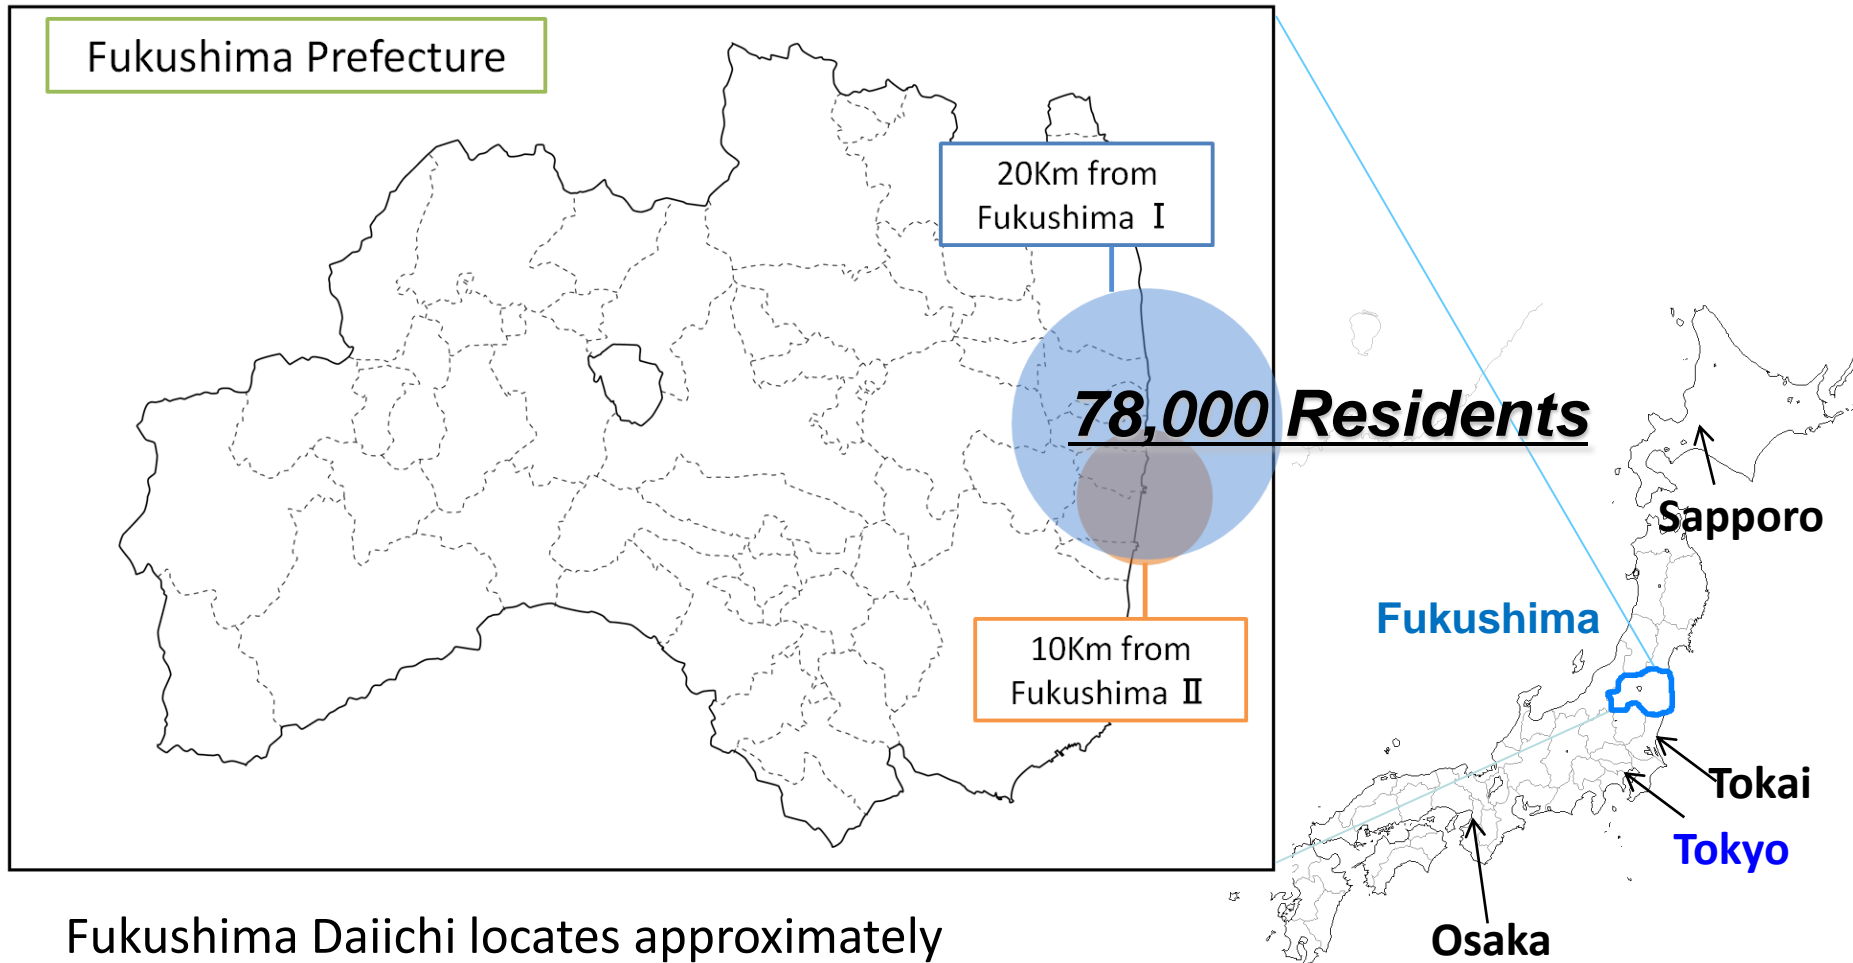 Fukushima Prefecture
20Km from
Fukushima Ⅰ
78,000 Residents
10Km from
Fukushima Ⅱ
Sapporo
Fukushima
Tokai
Tokyo
Osaka
Fukushima Daiichi locates approximately